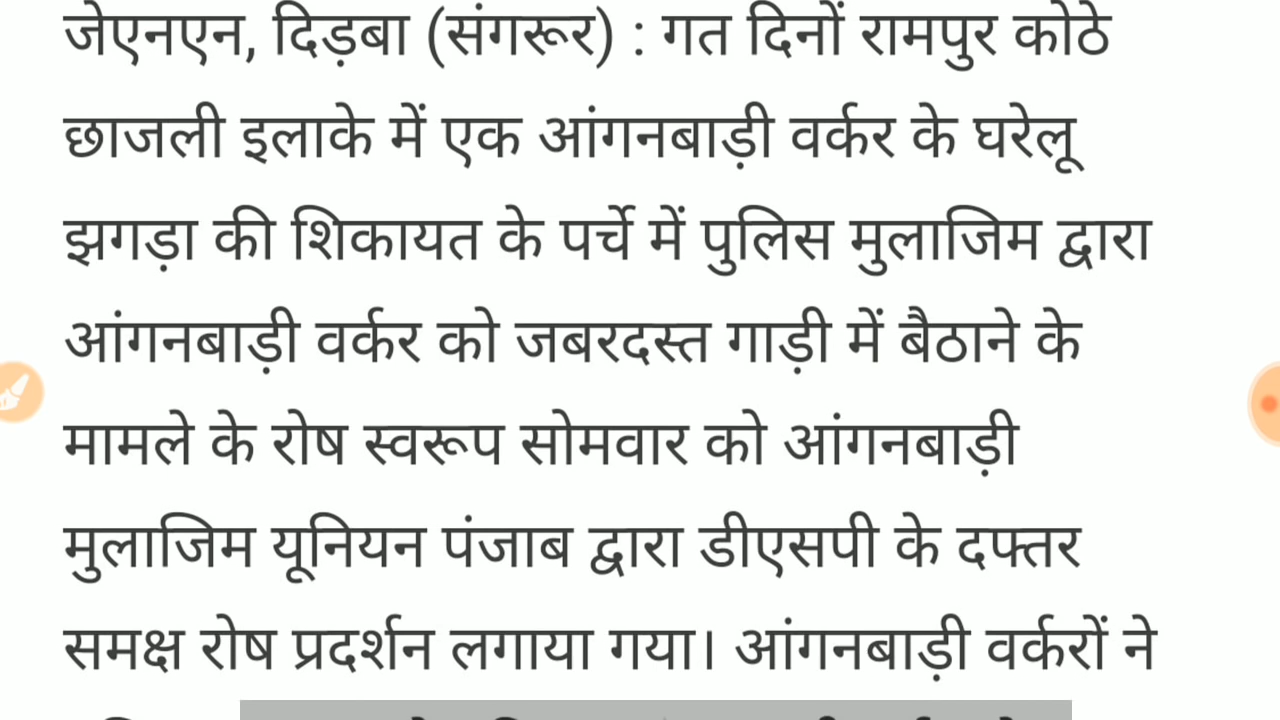 जेएनएन, दिड़बा (संगरूर) : गत दिनों रामपुर कोठे
छाजली इलाके में एक आंगनबाड़ी वर्कर के घरेलू
झगड़ा की शिकायत के पर्चे में पुलिस मुलाजिम द्वारा
आंगनबाड़ी वर्कर को जबरदस्त गाड़ी में बैठाने के
मामले के रोष स्वरूप सोमवार को आंगनबाड़ी
मुलाजिम यूनियन पंजाब द्वारा डीएसपी के दफ्तर
समक्ष रोष प्रदर्शन लगाया गया। आंगनबाड़ी वर्करों ने